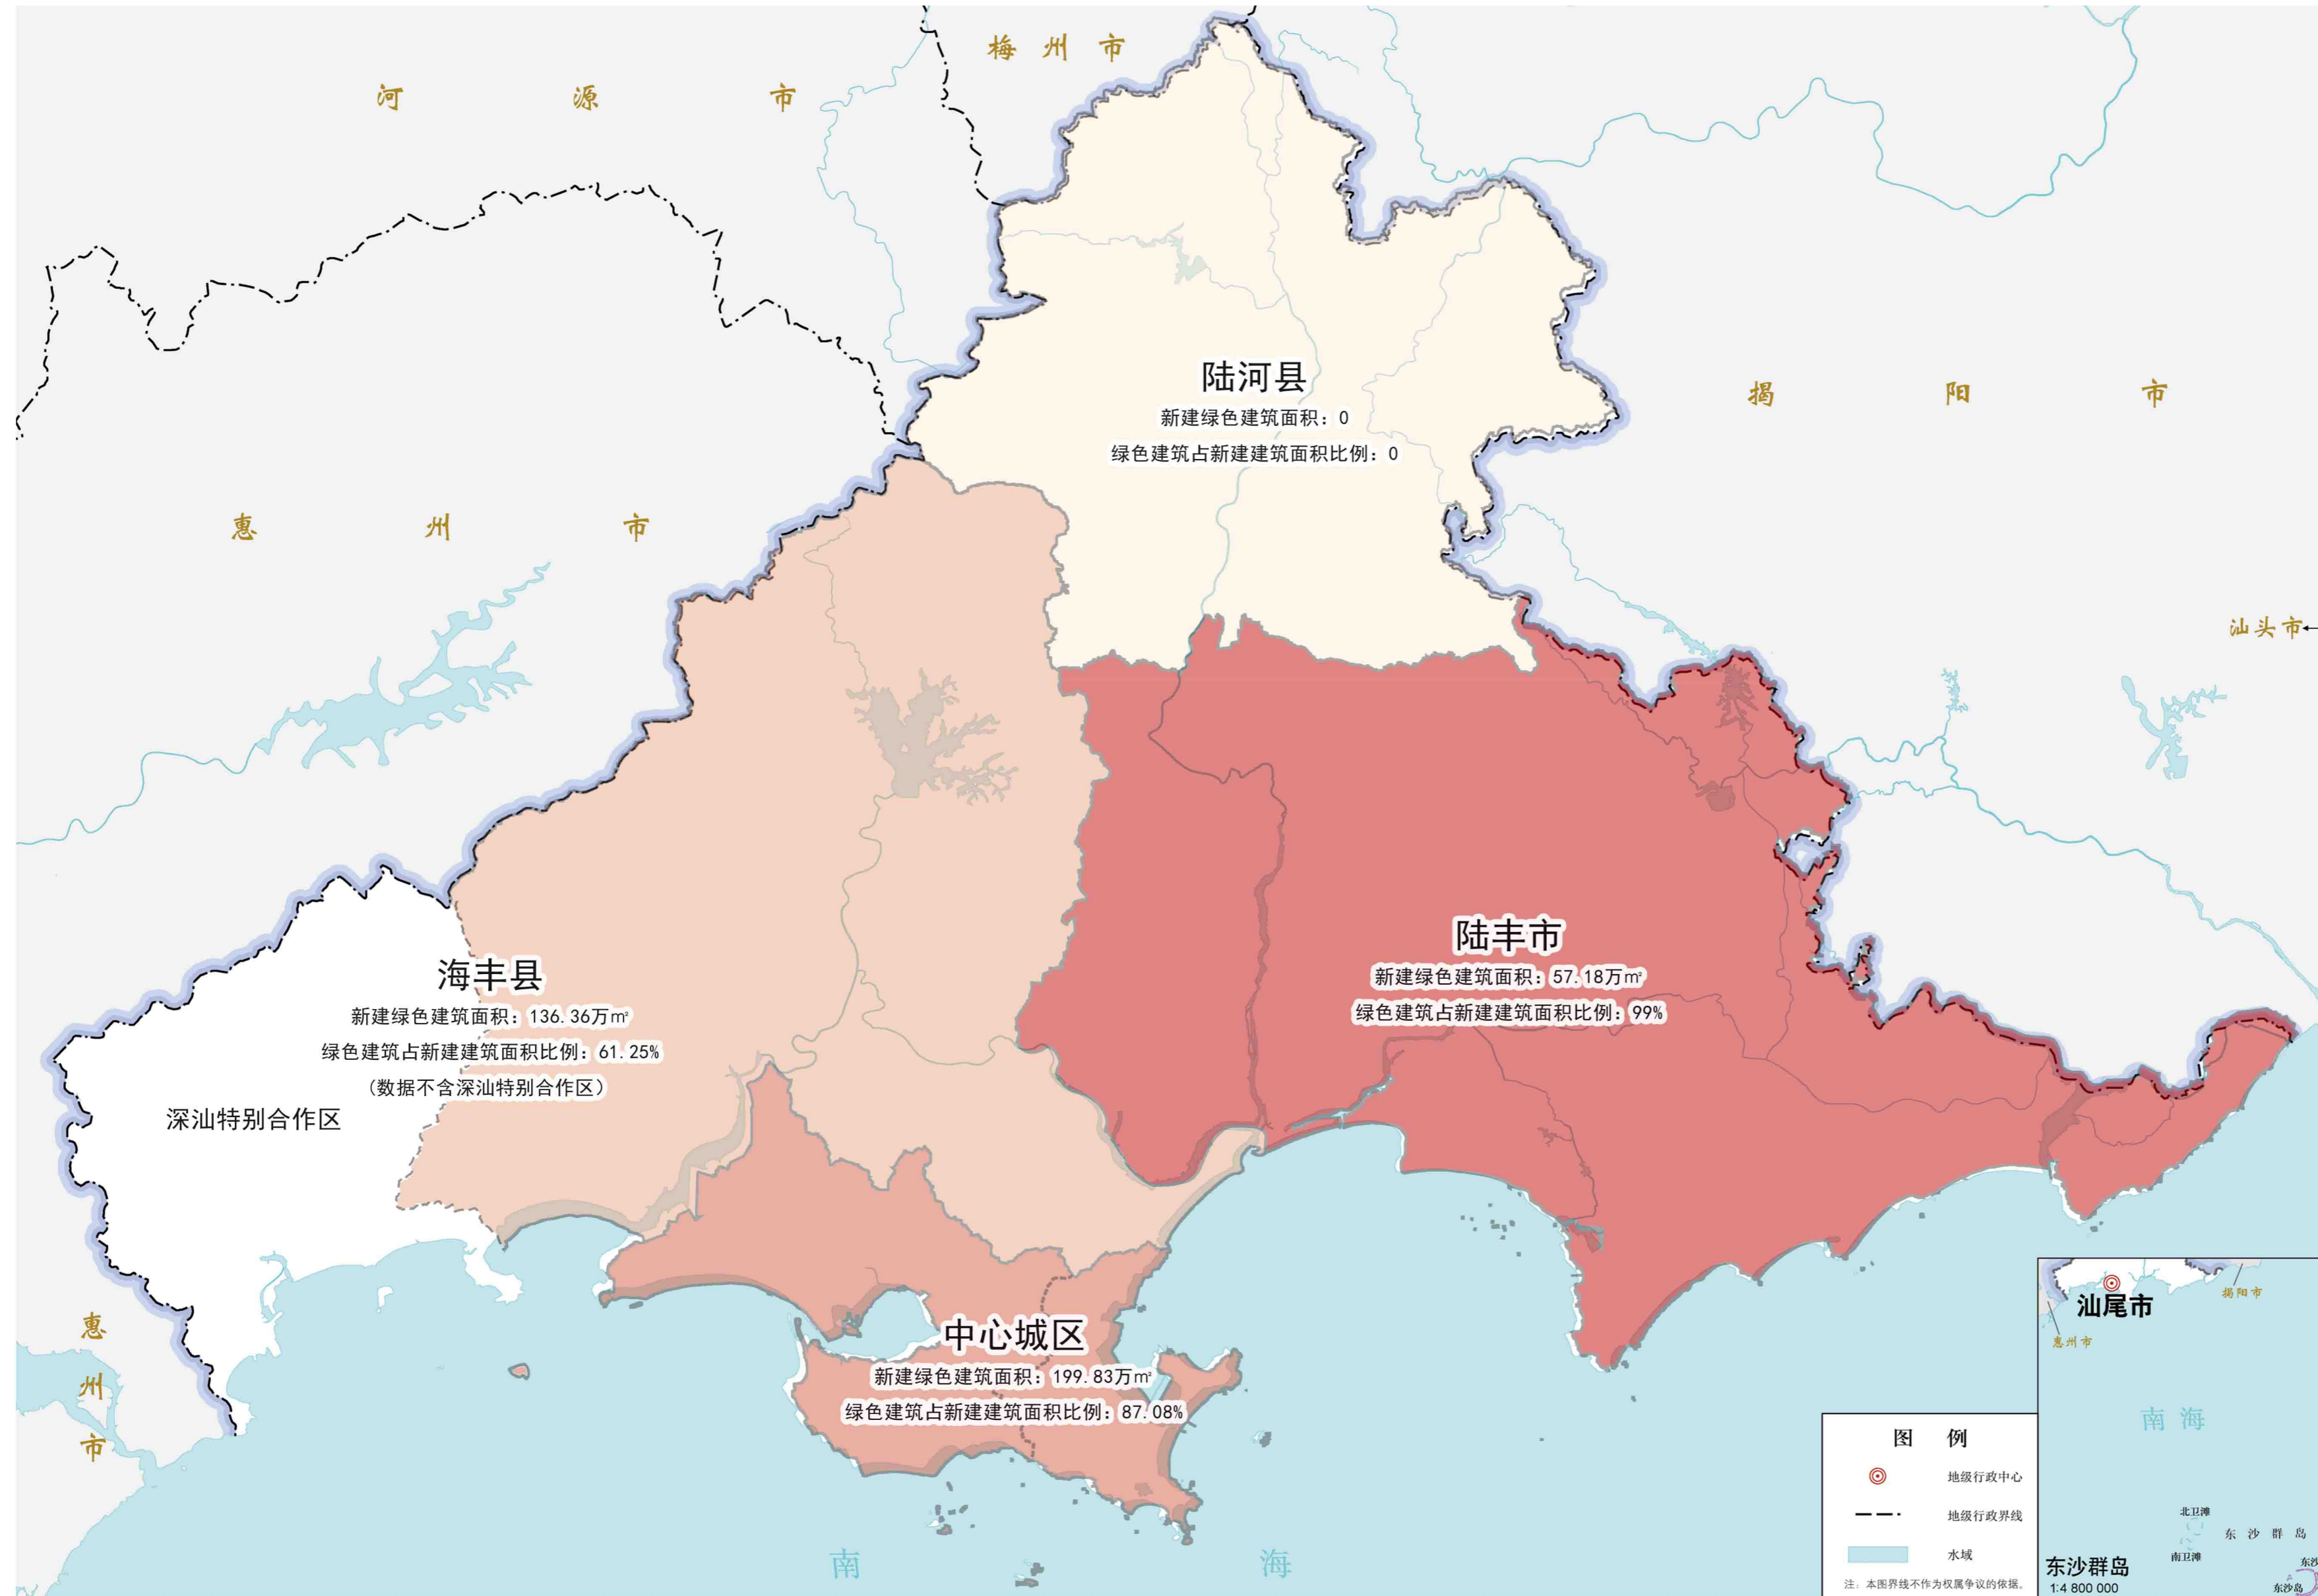 梅州市
河源市
陆河县
新建绿色建筑面积：0
绿色建筑占新建建筑面积比例：0
揭阳市
惠州市
汕头市
陆丰市
新建绿色建筑面积：57.18万㎡
绿色建筑占新建建筑面积比例：99%
海丰县
新建绿色建筑面积：136.36万㎡
绿色建筑占新建建筑面积比例：61.25%
（数据不含深汕特别合作区）
深汕特别合作区
中心城区
新建绿色建筑面积：199.83万㎡
绿色建筑占新建建筑面积比例：87.08%
惠州市
南海
图 例
地级行政中心
地级行政界线
水域
注：本图界线不作为权属争议的依据。
汕尾市
揭阳市
惠州市
南海
北卫滩
东沙群岛
南卫滩
东沙
东沙岛
东沙群岛
1:4 800 000